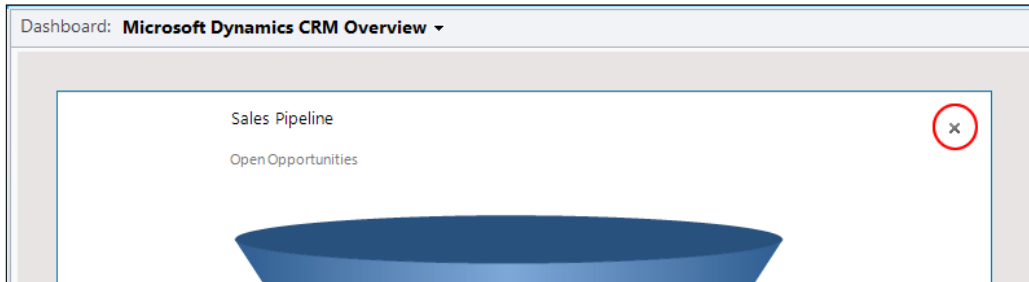 Dashboard: Microsoft Dynamics CRM Overview
Sales Pipeline
Open Opportunities